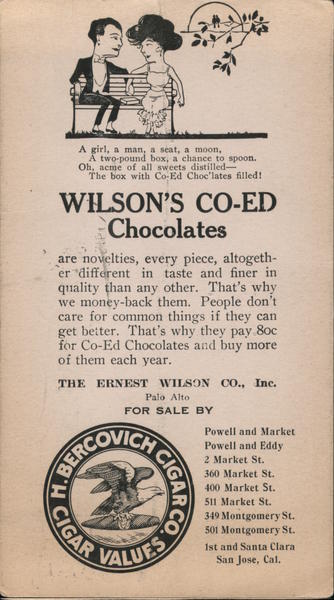 A girl, a man, a seat, a moon,
A two-pound box, a chance to spoon.
Oh, acme of all sweets distilled—
The box with Co-Ed Choc'lates filled!
WILSON'S CO-ED
Chocolates
are novelties, every piece, altogeth-
er different in taste and finer in
quality than any other. That's why
we money-back them. People don't
care for common things if they can
get better. That's why they pay 80c
for Co-Ed Chocolates and buy more
of them each year.
THE ERNEST WILSON CO., Inc.
Palo Alto
FOR SALE BY
H. BERCOVICH CIGAR CO.
CIGAR VALUES
Powell and Market
Powell and Eddy
2 Market St.
360 Market St.
400 Market St.
511 Market St.
349 Montgomery St.
501 Montgomery St.
1st and Santa Clara
San Jose, Cal.